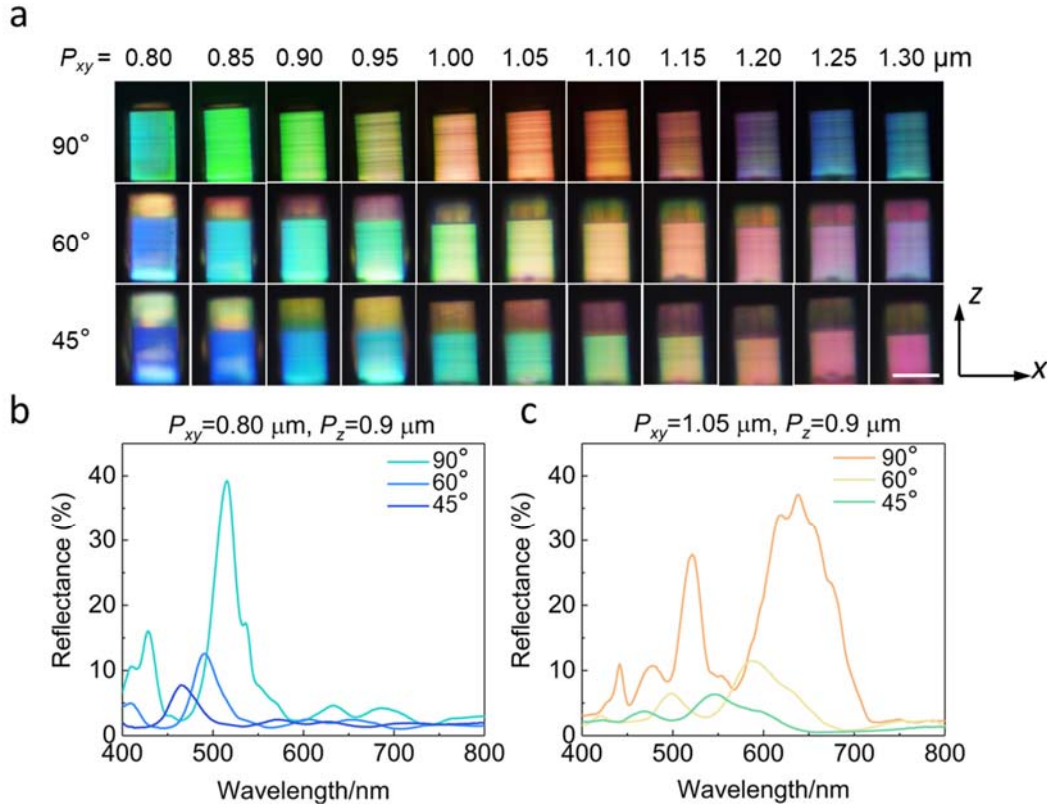 a
Pxy = 0.80 0.85 0.90 0.95 1.00 1.05 1.10 1.15 1.20 1.25 1.30 μm
90°
60°
45°
z
x
b
Pxy=0.80 μm, Pz=0.9 μm
90°
60°
45°
Reflectance (%)
40
30
20
10
0
400 500 600 700 800
Wavelength/nm
c
Pxy=1.05 μm, Pz=0.9 μm
90°
60°
45°
Reflectance (%)
40
30
20
10
0
400 500 600 700 800
Wavelength/nm